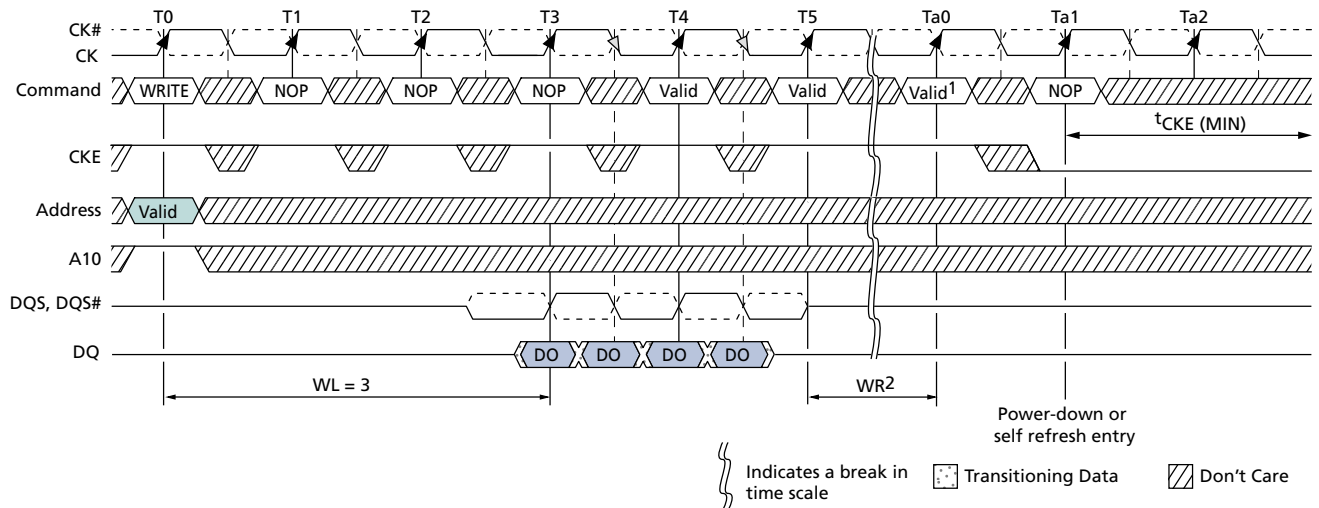 T0 T1 T2 T3 T4 T5 Ta0 Ta1 Ta2
CK#
CK
Command WRITE NOP NOP NOP Valid Valid Valid1 NOP
tCKE (MIN)
CKE
Address Valid
A10
DQS, DQS#
DQ DO DO DO DO
WL = 3 WR2
Power-down or
self refresh entry
Indicates a break in
time scale
Transitioning Data
Don't Care